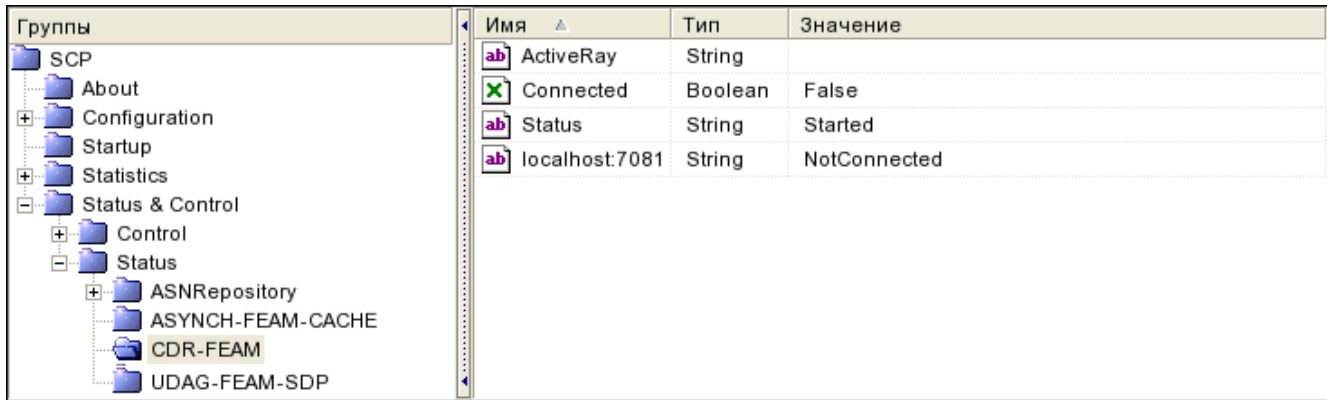 Группы
SCP
About
Configuration
Startup
Statistics
Status & Control
Control
Status
ASNRepository
ASYNCH-FEAM-CACHE
CDR-FEAM
UDAG-FEAM-SDP
Имя Тип Значение
ab ActiveRay String
Connected Boolean False
ab Status String Started
ab localhost:7081 String NotConnected